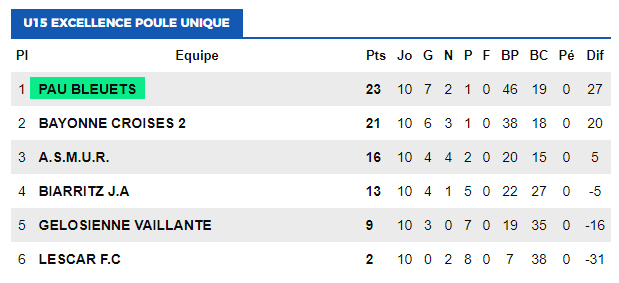 U15 EXCELLENCE POULE UNIQUE
Pl Equipe Pts Jo G N P F BP BC Pé Dif
1 PAU BLEUETS 23 10 7 2 1 0 46 19 0 27
2 BAYONNE CROISES 2 21 10 6 3 1 0 38 18 0 20
3 A.S.M.U.R. 16 10 4 4 2 0 20 15 0 5
4 BIARRITZ J.A 13 10 4 1 5 0 22 27 0 -5
5 GELOSIENNE VAILLANTE 9 10 3 0 7 0 19 35 0 -16
6 LESCAR F.C 2 10 0 2 8 0 7 38 0 -31